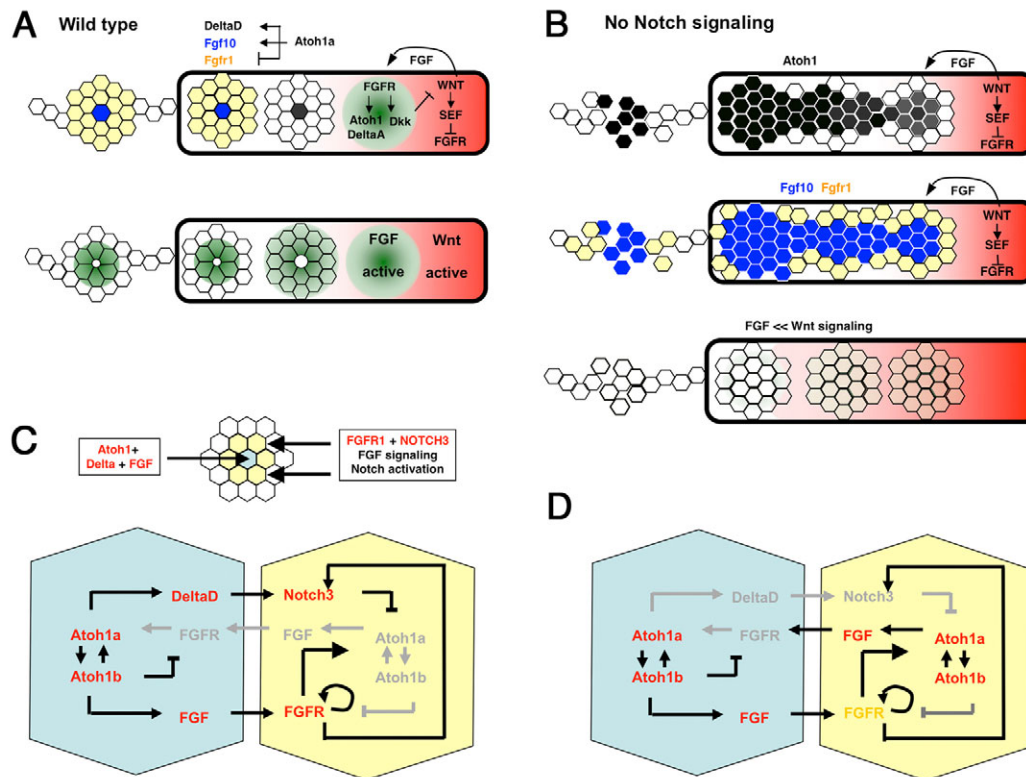 A
Wild type
DeltaD
Fgf10
Fgfr1
Atoh1a
FGF
FGFR
Atoh1
DeltaA
Dkk
WNT
SEF
FGFR
FGF
active
Wnt
active
B
No Notch signaling
Atoh1
FGF
WNT
SEF
FGFR
Fgf10 Fgfr1
FGF
WNT
SEF
FGFR
FGF << Wnt signaling
C
Atoh1+
Delta + FGF
FGFR1 + NOTCH3
FGF signaling
Notch activation
DeltaD
Notch3
Atoh1a
FGFR
FGF
Atoh1a
Atoh1b
Atoh1b
FGF
FGFR
D
DeltaD
Notch3
Atoh1a
FGFR
FGF
Atoh1a
Atoh1b
Atoh1b
FGF
FGFR